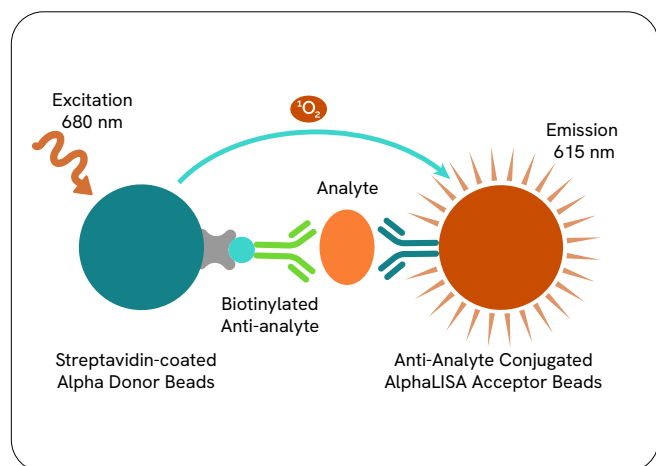 Excitation
680 nm
¹O₂
Emission
615 nm
Analyte
Biotinylated
Anti-analyte
Streptavidin-coated
Alpha Donor Beads
Anti-Analyte Conjugated
AlphaLISA Acceptor Beads